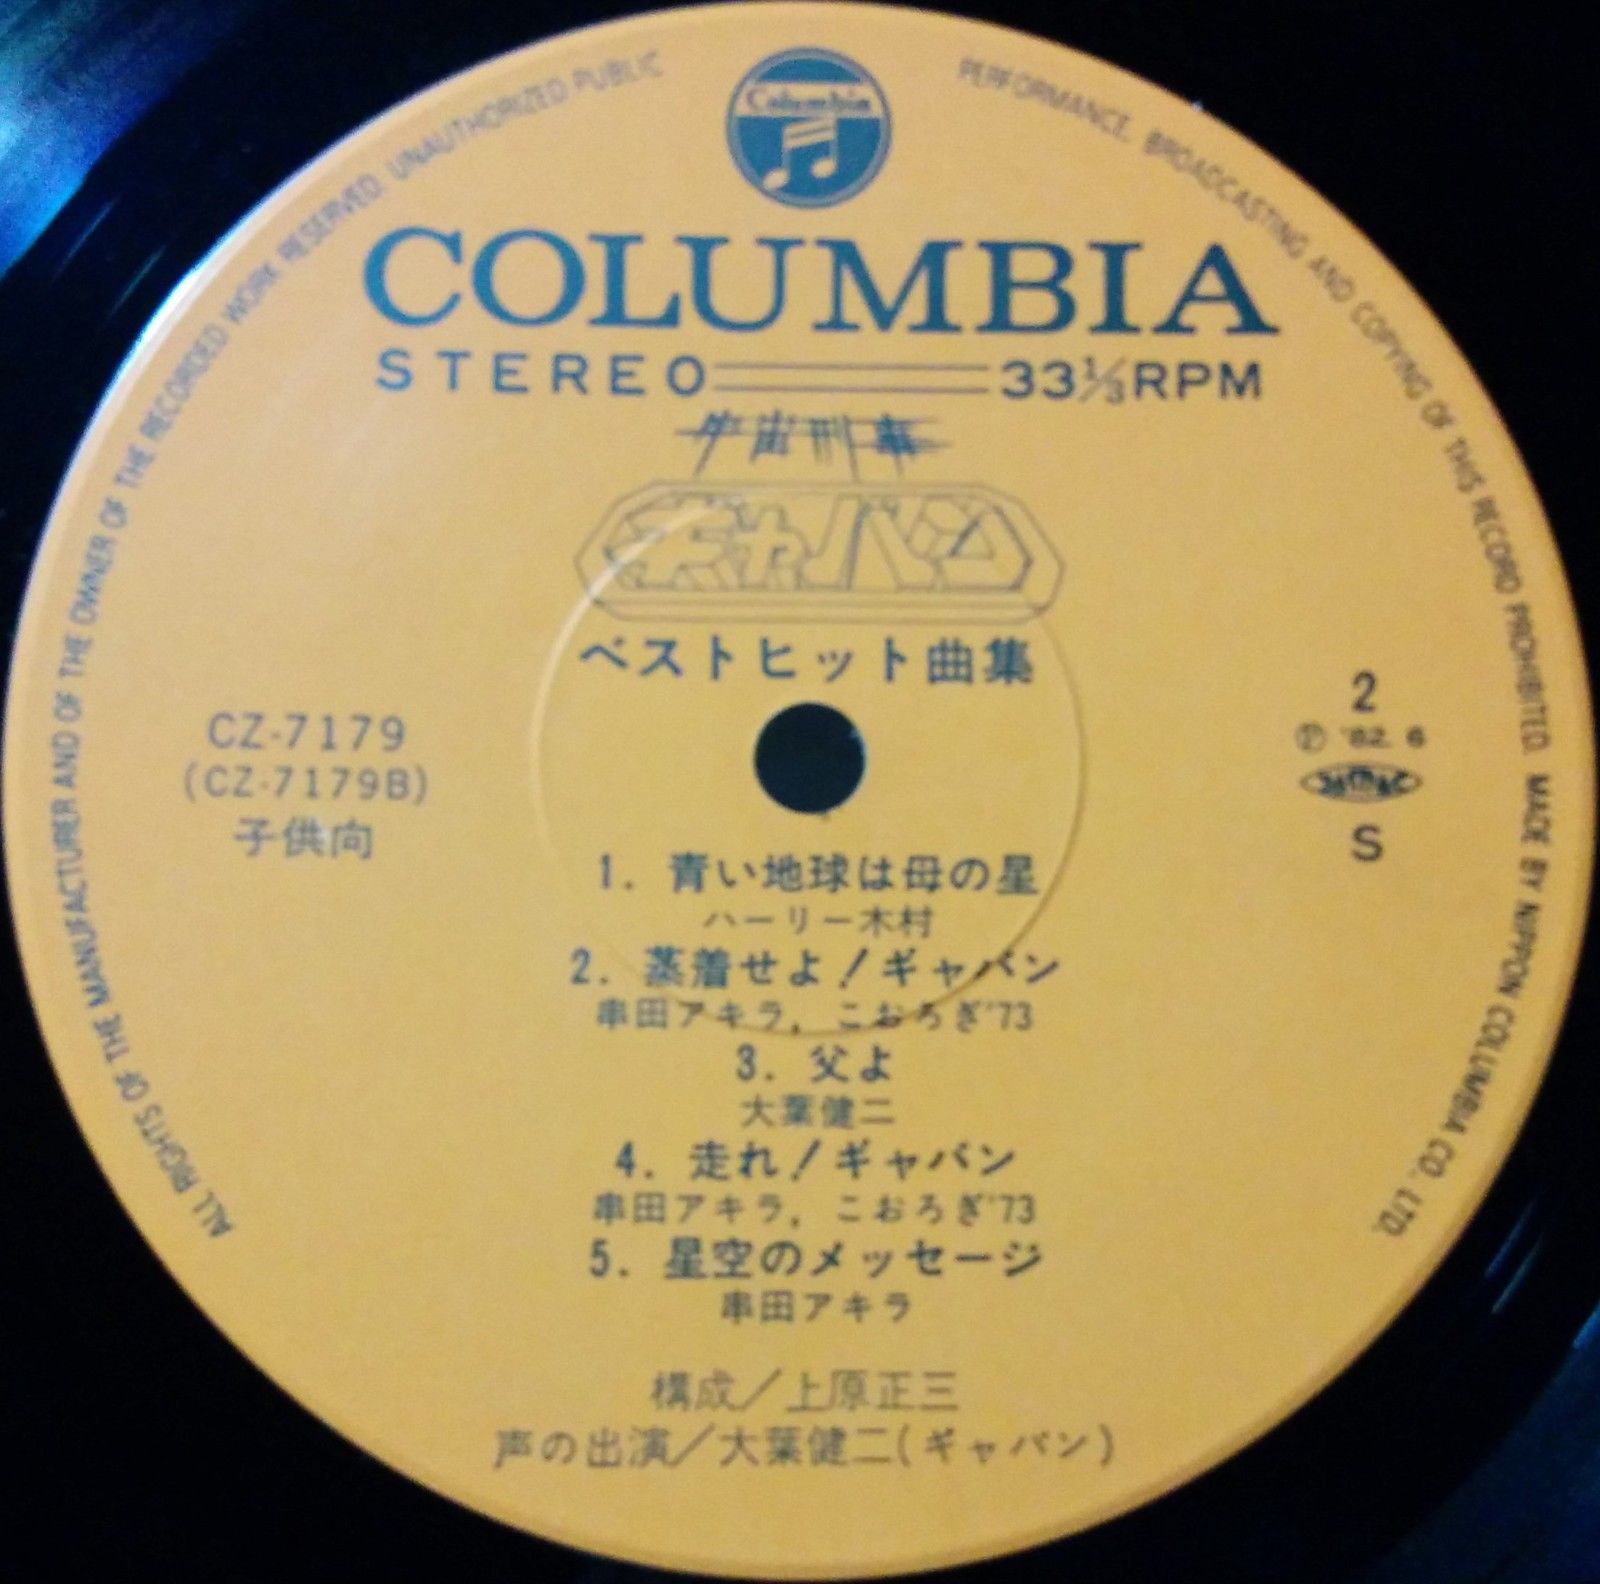 Columbia
COLUMBIA
STEREO 33 1/3 RPM
宇宙刑事
ギャバン
ベストヒット曲集
CZ-7179
(CZ-7179B)
子供向
2
Ⓟ '82. 6
S
1. 青い地球は母の星
ハーリー木村
2. 蒸着せよ!ギャバン
串田アキラ, こおろぎ'73
3. 父よ
大葉健二
4. 走れ!ギャバン
串田アキラ, こおろぎ'73
5. 星空のメッセージ
串田アキラ
構成/上原正三
声の出演/大葉健二(ギャバン)
ALL RIGHTS OF THE MANUFACTURER AND OF THE OWNER OF THE RECORDED WORK RESERVED. UNAUTHORIZED PUBLIC PERFORMANCE, BROADCASTING AND COPYING OF THIS RECORD PROHIBITED. MADE BY NIPPON COLUMBIA CO., LTD.